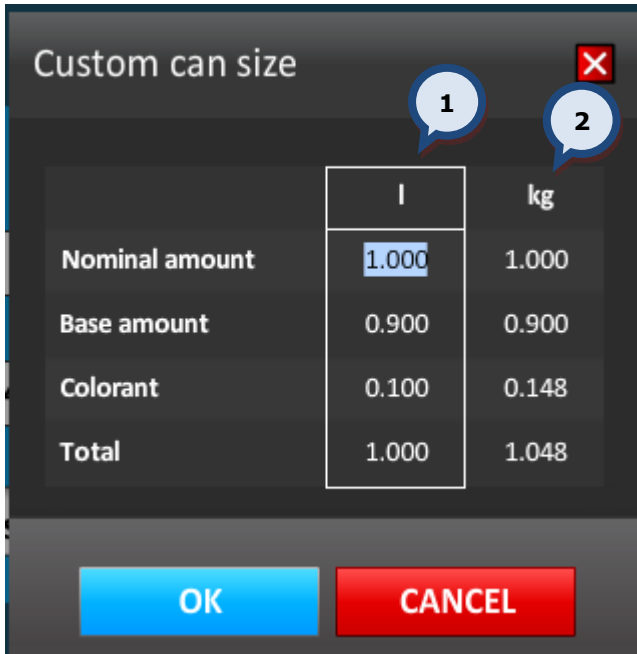 Custom can size
1
2
l kg
Nominal amount 1.000 1.000
Base amount 0.900 0.900
Colorant 0.100 0.148
Total 1.000 1.048
OK CANCEL